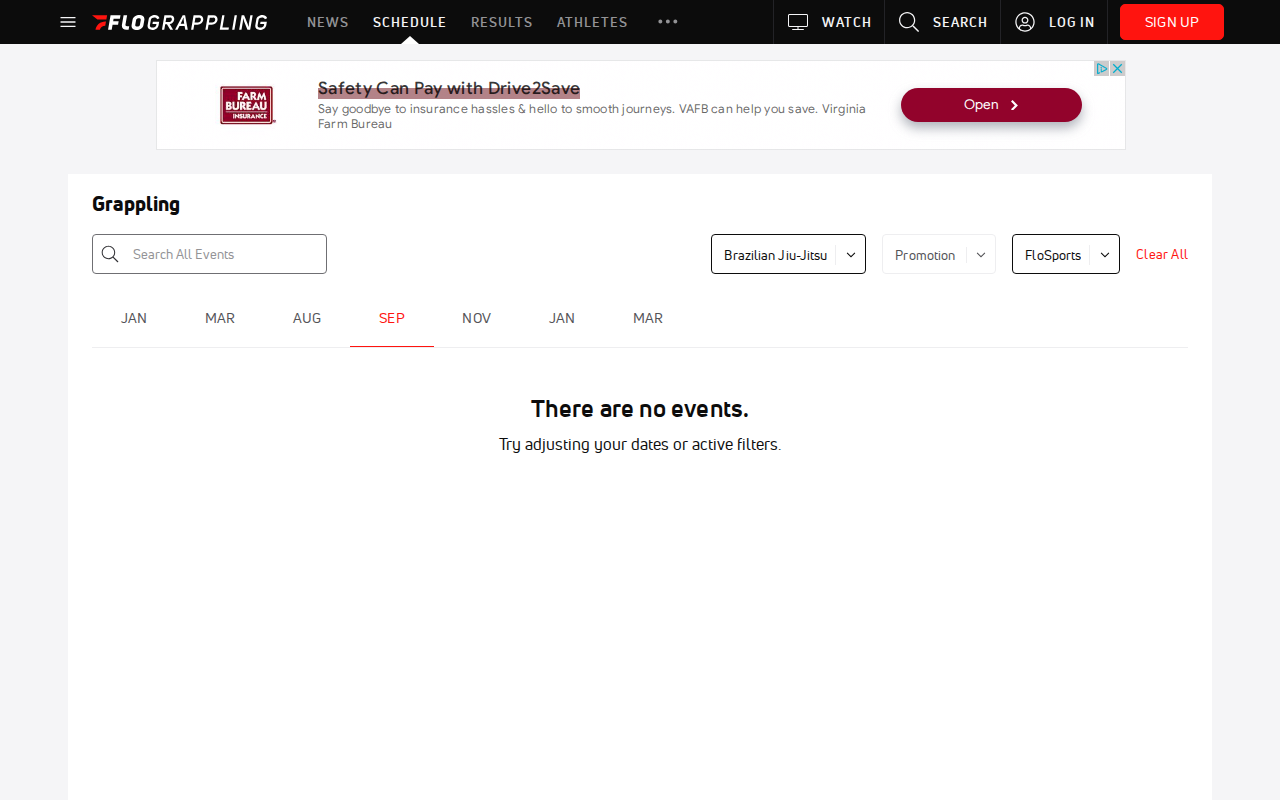 FLOGRAPPLING
NEWS
SCHEDULE
RESULTS
ATHLETES
WATCH
SEARCH
LOG IN
SIGN UP
FARM
BUREAU
INSURANCE
Safety Can Pay with Drive2Save
Say goodbye to insurance hassles & hello to smooth journeys. VAFB can help you save. Virginia
Farm Bureau
Open
Grappling
Search All Events
Brazilian Jiu-Jitsu
Promotion
FloSports
Clear All
JAN
MAR
AUG
SEP
NOV
JAN
MAR
There are no events.
Try adjusting your dates or active filters.